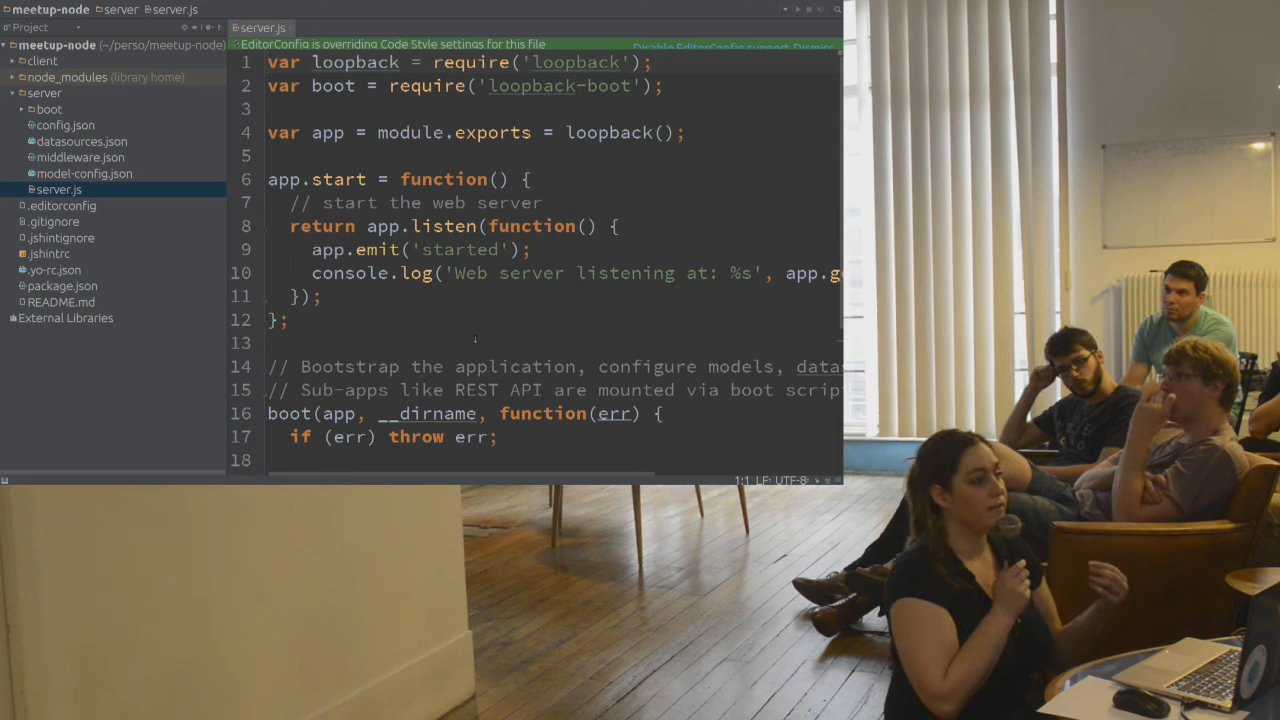 meetup-node server server.js
Project
server.js
EditorConfig is overriding Code Style settings for this file Disable EditorConfig support Dismiss
meetup-node (~/perso/meetup-node)
client
node_modules (library home)
server
boot
config.json
datasources.json
middleware.json
model-config.json
server.js
.editorconfig
.gitignore
.jshintignore
.jshintrc
.yo-rc.json
package.json
README.md
External Libraries
1 var loopback = require('loopback');
2 var boot = require('loopback-boot');
3
4 var app = module.exports = loopback();
5
6 app.start = function() {
7 // start the web server
8 return app.listen(function() {
9 app.emit('started');
10 console.log('Web server listening at: %s', app.g
11 });
12 };
13
14 // Bootstrap the application, configure models, data
15 // Sub-apps like REST API are mounted via boot scrip
16 boot(app, __dirname, function(err) {
17 if (err) throw err;
18
1:1 LF: UTF-8